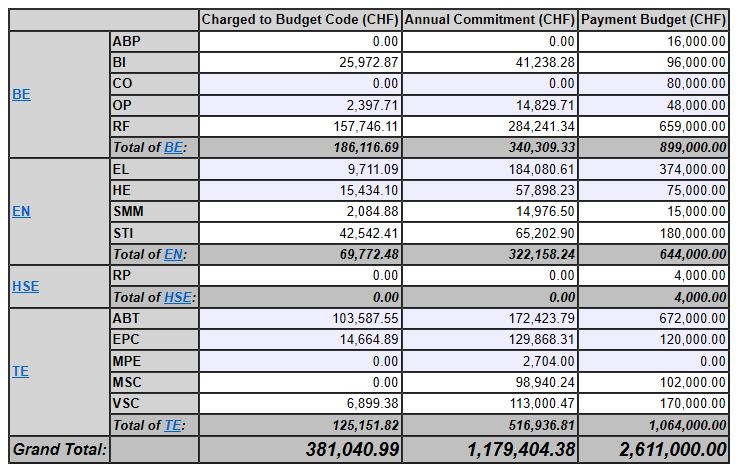 Charged to Budget Code (CHF) Annual Commitment (CHF) Payment Budget (CHF)
BE
ABP 0.00 0.00 16,000.00
BI 25,972.87 41,238.28 96,000.00
CO 0.00 0.00 80,000.00
OP 2,397.71 14,829.71 48,000.00
RF 157,746.11 284,241.34 659,000.00
Total of BE: 186,116.69 340,309.33 899,000.00
EN
EL 9,711.09 184,080.61 374,000.00
HE 15,434.10 57,898.23 75,000.00
SMM 2,084.88 14,976.50 15,000.00
STI 42,542.41 65,202.90 180,000.00
Total of EN: 69,772.48 322,158.24 644,000.00
HSE
RP 0.00 0.00 4,000.00
Total of HSE: 0.00 0.00 4,000.00
TE
ABT 103,587.55 172,423.79 672,000.00
EPC 14,664.89 129,868.31 120,000.00
MPE 0.00 2,704.00 0.00
MSC 0.00 98,940.24 102,000.00
VSC 6,899.38 113,000.47 170,000.00
Total of TE: 125,151.82 516,936.81 1,064,000.00
Grand Total: 381,040.99 1,179,404.38 2,611,000.00